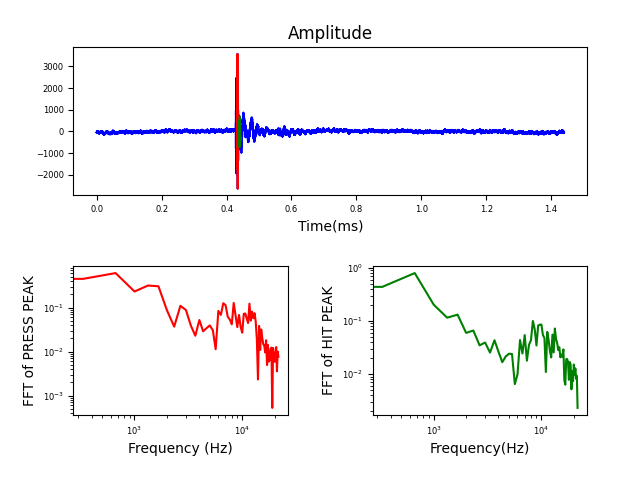 Amplitude
3000
2000
1000
0
−1000
−2000
0.0 0.2 0.4 0.6 0.8 1.0 1.2 1.4
Time(ms)
FFT of PRESS PEAK
10⁻¹
10⁻²
10⁻³
10³ 10⁴
Frequency (Hz)
FFT of HIT PEAK
10⁰
10⁻¹
10⁻²
10³ 10⁴
Frequency(Hz)